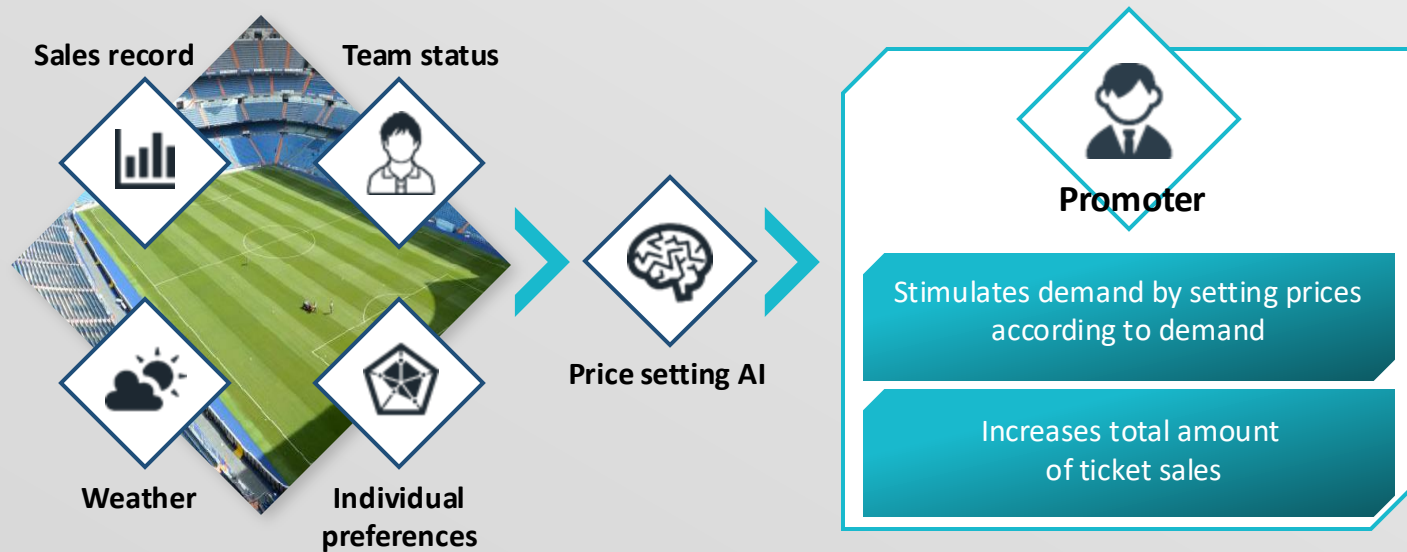 Sales record
Team status
Weather
Individual
preferences
Price setting AI
Promoter
Stimulates demand by setting prices
according to demand
Increases total amount
of ticket sales